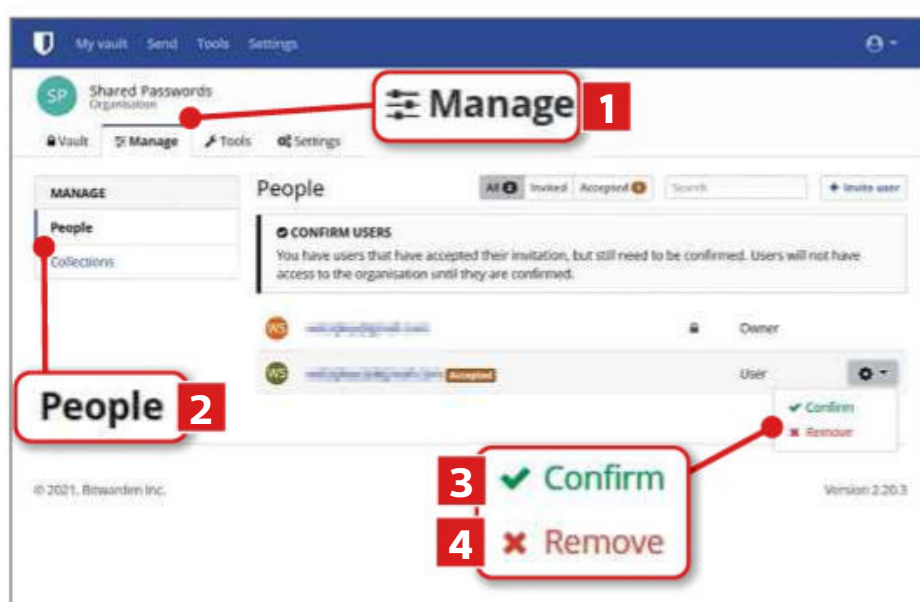 My vault Send Tools Settings
SP
Shared Passwords
Organisation
Manage 1
Vault Manage Tools Settings
MANAGE
People
Collections
People
All Invited Accepted Search + Invite user
CONFIRM USERS
You have users that have accepted their invitation, but still need to be confirmed. Users will not have
access to the organisation until they are confirmed.
WS Owner
WS Accepted User
Confirm
Remove
People 2
3 Confirm
4 Remove
© 2021, Bitwarden Inc. Version 2.20.3